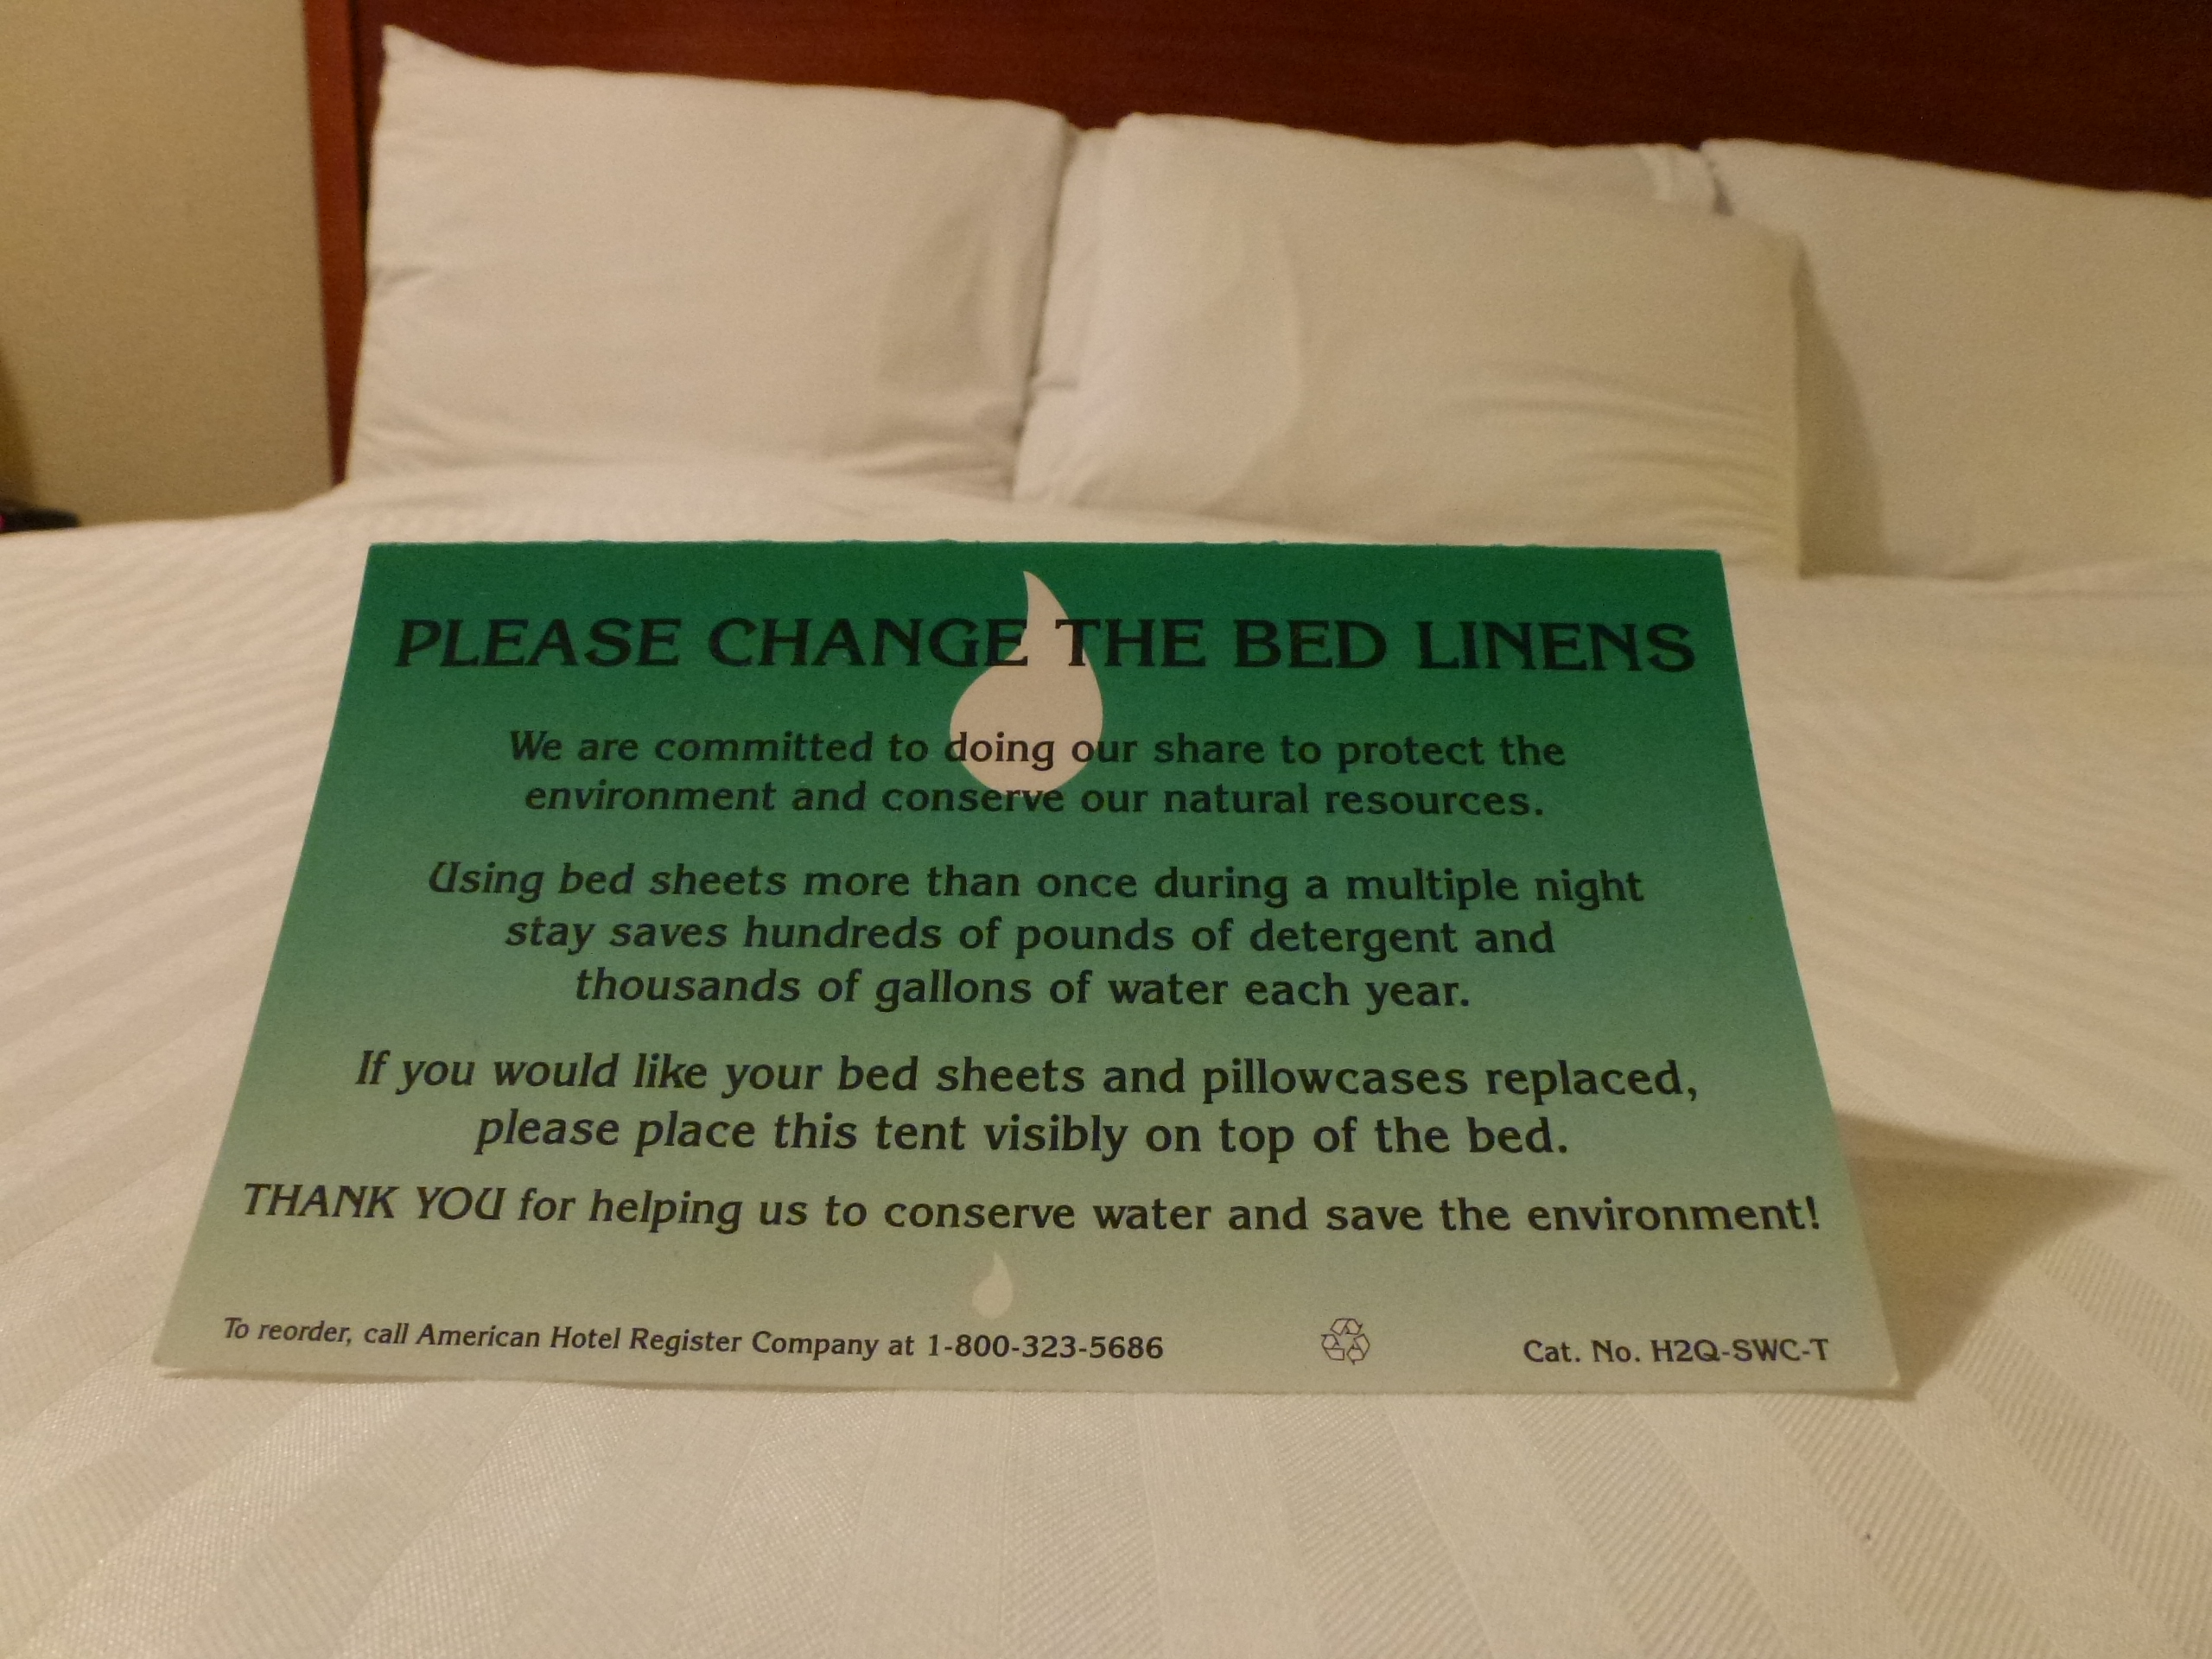 PLEASE CHANGE THE BED LINENS
We are committed to doing our share to protect the
environment and conserve our natural resources.
Using bed sheets more than once during a multiple night
stay saves hundreds of pounds of detergent and
thousands of gallons of water each year.
If you would like your bed sheets and pillowcases replaced,
please place this tent visibly on top of the bed.
THANK YOU for helping us to conserve water and save the environment!
To reorder, call American Hotel Register Company at 1-800-323-5686
Cat. No. H2Q-SWC-T